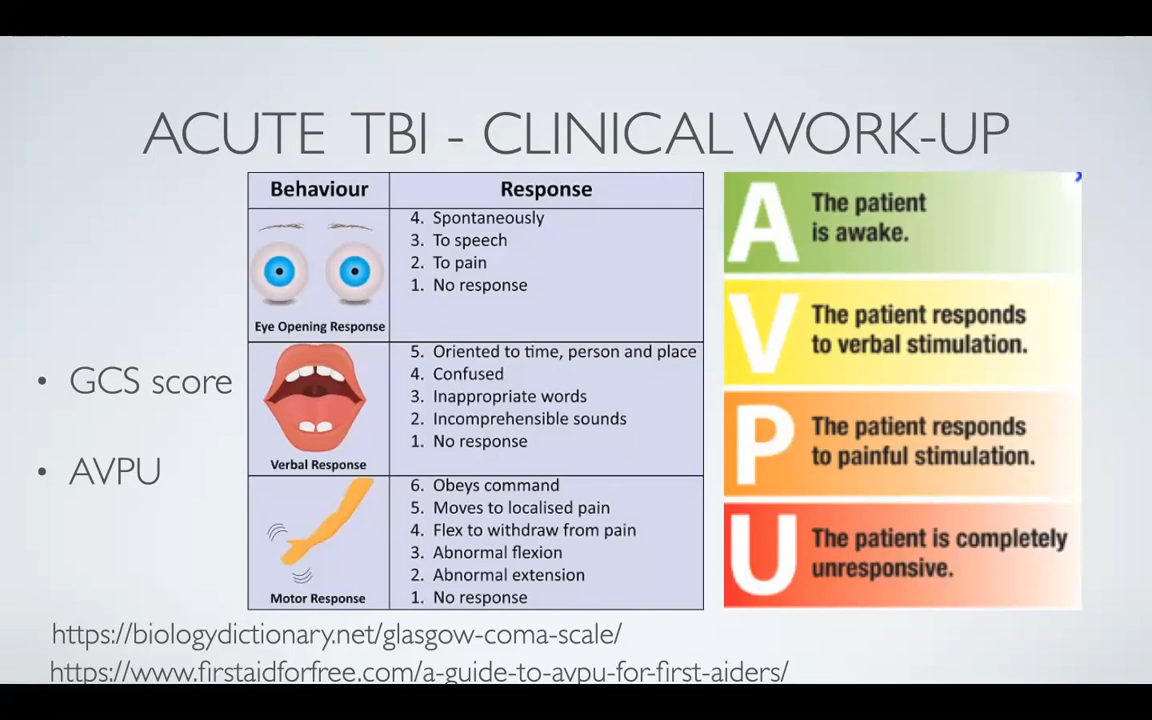 ACUTE TBI - CLINICAL WORK-UP
GCS score
AVPU
Behaviour Response
Eye Opening Response
4. Spontaneously
3. To speech
2. To pain
1. No response
Verbal Response
5. Oriented to time, person and place
4. Confused
3. Inappropriate words
2. Incomprehensible sounds
1. No response
Motor Response
6. Obeys command
5. Moves to localised pain
4. Flex to withdraw from pain
3. Abnormal flexion
2. Abnormal extension
1. No response
A
The patient
is awake.
V
The patient responds
to verbal stimulation.
P
The patient responds
to painful stimulation.
U
The patient is completely
unresponsive.
https://biologydictionary.net/glasgow-coma-scale/
https://www.firstaidforfree.com/a-guide-to-avpu-for-first-aiders/